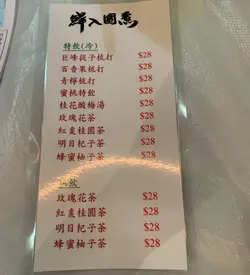 特飲(冷)
巨峰提子梳打 $28
百香果梳打 $28
青檸梳打 $28
蜜桃特飲 $28
桂花酸梅湯 $28
玫瑰花茶 $28
紅棗桂圓茶 $28
明目杞子茶 $28
蜂蜜柚子茶 $28
飲
玫瑰花茶 $28
紅棗桂圓茶 $28
明目杞子茶 $28
蜂蜜柚子茶 $28